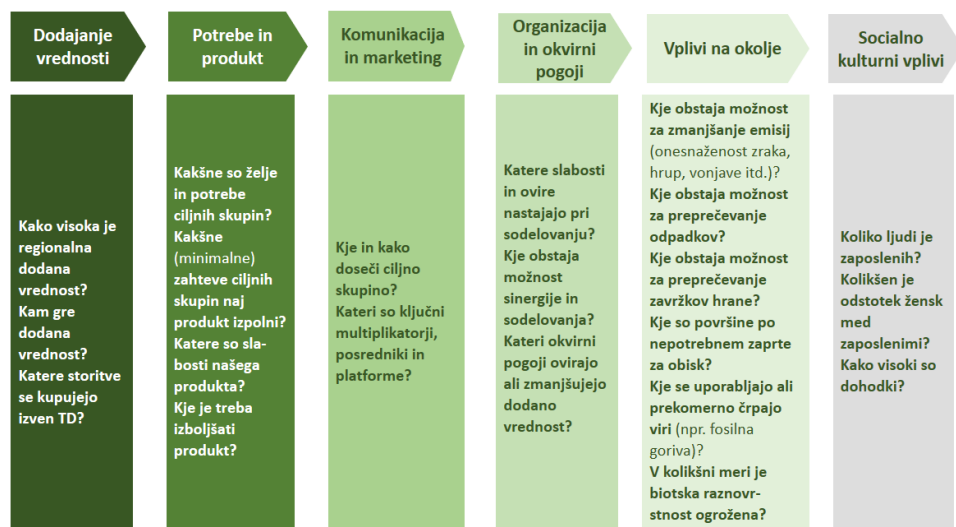 Dodajanje
vrednosti
Potrebe in
produkt
Komunikacija
in marketing
Organizacija
in okvirni
pogoji
Vplivi na okolje
Socialno
kulturni vplivi
Kako visoka je
regionalna
dodana
vrednost?
Kam gre
dodana
vrednost?
Katere storitve
se kupujejo
izven TD?
Kakšne so želje
in potrebe
ciljnih skupin?
Kakšne
(minimalne)
zahteve ciljnih
skupin naj
produkt izpolni?
Katere so sla-
bosti našega
produkta?
Kje je treba
izboljšati
produkt?
Kje in kako
doseči ciljno
skupino?
Kateri so ključni
multiplikatorji,
posredniki in
platforme?
Katere slabosti
in ovire
nastajajo pri
sodelovanju?
Kje obstaja
možnost
sinergije in
sodelovanja?
Kateri okvirni
pogoji ovirajo
ali zmanjšujejo
dodano
vrednost?
Kje obstaja možnost
za zmanjšanje emisij
(onesnaženost zraka,
hrup, vonjave itd.)?
Kje obstaja možnost
za preprečevanje
odpadkov?
Kje obstaja možnost
za preprečevanje
zavržkov hrane?
Kje so površine po
nepotrebnem zaprte
za obisk?
Kje se uporabljajo ali
prekomerno črpajo
viri (npr. fosilna
goriva)?
V kolikšni meri je
biotska raznovr-
stnost ogrožena?
Koliko ljudi je
zaposlenih?
Kolikšen je
odstotek žensk
med
zaposlenimi?
Kako visoki so
dohodki?